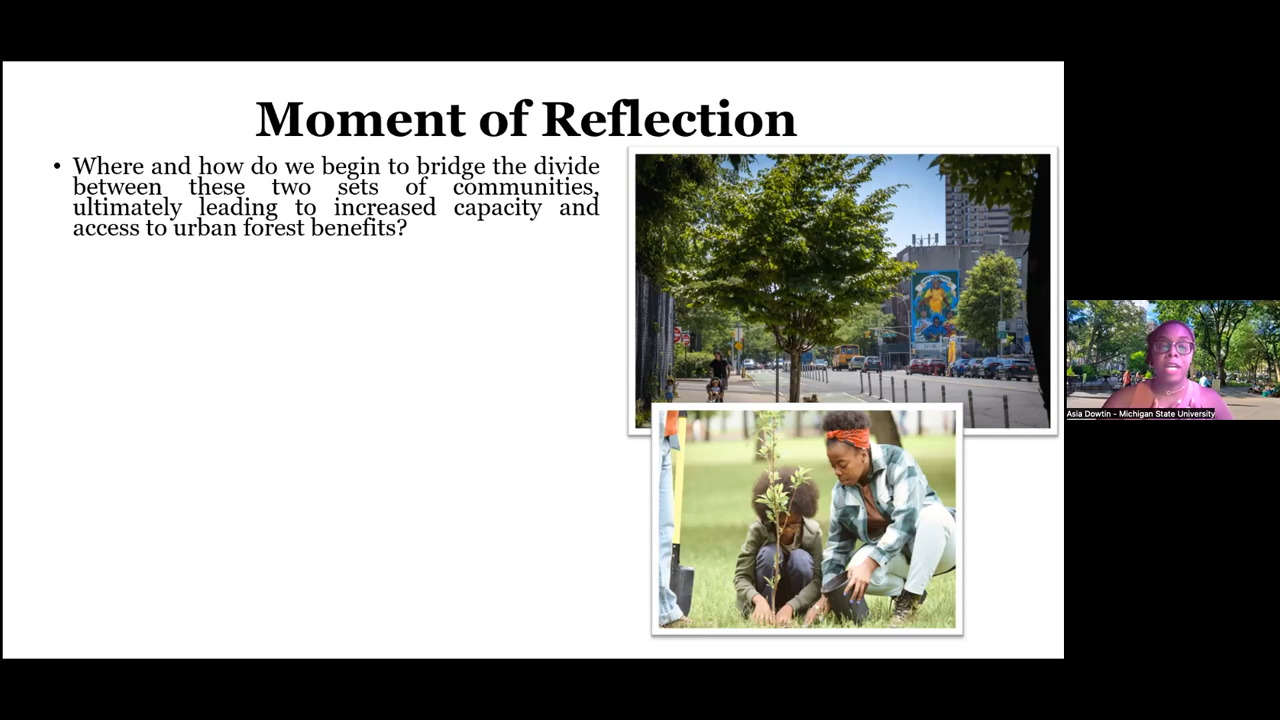 Moment of Reflection
• Where and how do we begin to bridge the divide
between these two sets of communities,
ultimately leading to increased capacity and
access to urban forest benefits?
Asia Dowtin - Michigan State University